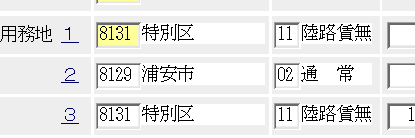 用務地 1 8131 特別区 11 陸路賃無
2 8129 浦安市 02 通　常
3 8131 特別区 11 陸路賃無 1